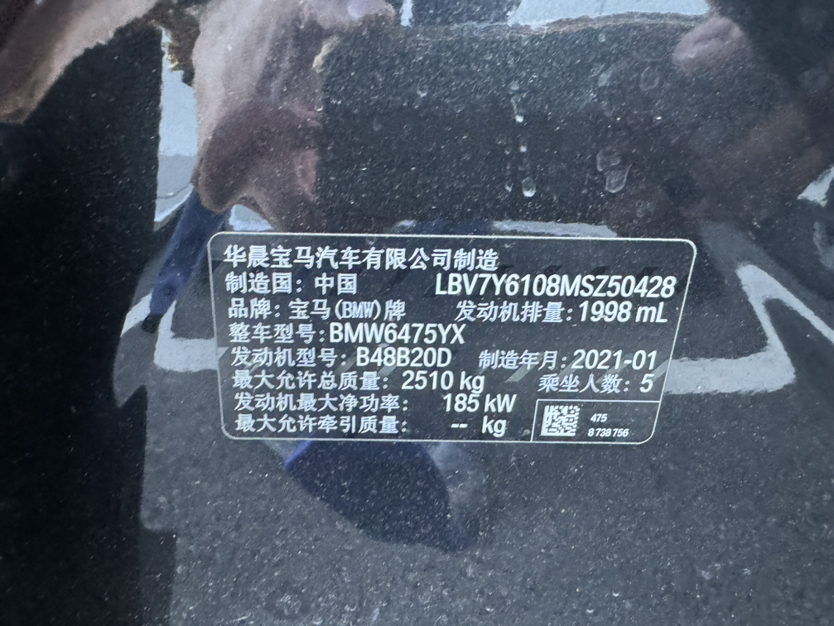 华晨宝马汽车有限公司制造
制造国：中国 LBV7Y6108MSZ50428
品牌：宝马(BMW)牌 发动机排量：1998 mL
整车型号：BMW6475YX
发动机型号：B48B20D 制造年月：2021-01
最大允许总质量：2510 kg 乘坐人数：5
发动机最大净功率： 185 kW
最大允许牵引质量： -- kg
475
8 738 756